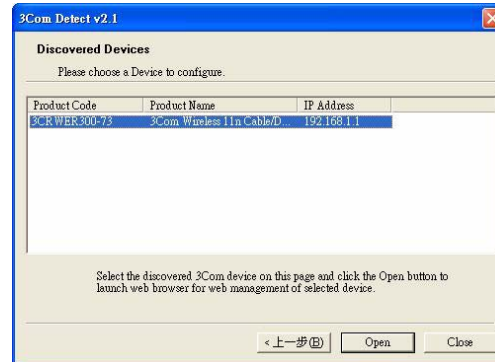 3Com Detect v2.1
Discovered Devices
Please choose a Device to configure.
Product Code Product Name IP Address
3CRWER300-73 3Com Wireless 11n Cable/D... 192.168.1.1
Select the discovered 3Com device on this page and click the Open button to
launch web browser for web management of selected device.
<上一步(B) Open Close